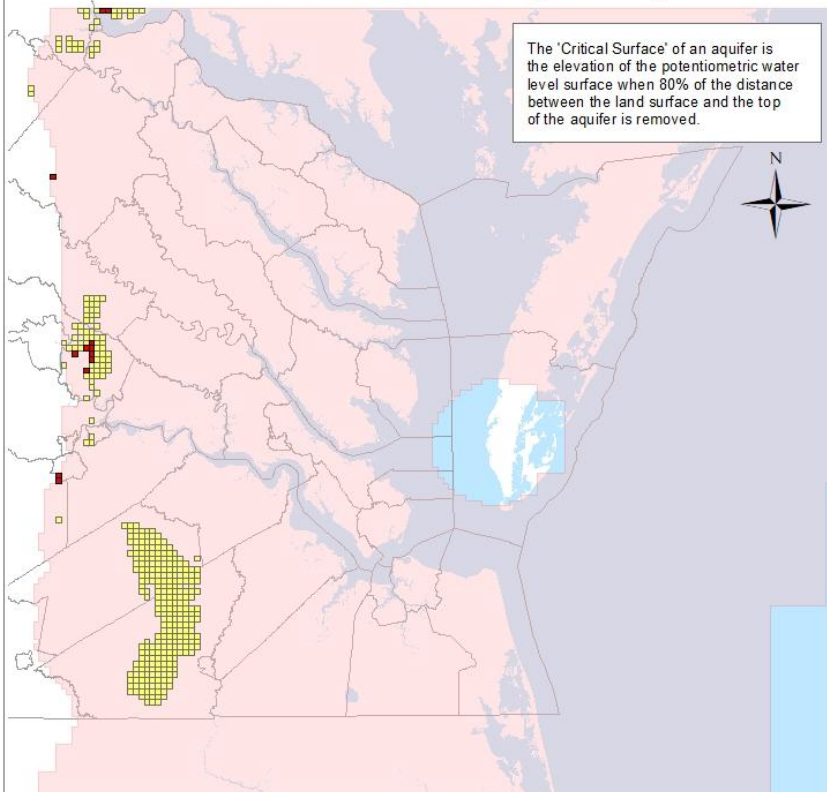 The 'Critical Surface' of an aquifer is
the elevation of the potentiometric water
level surface when 80% of the distance
between the land surface and the top
of the aquifer is removed.
N